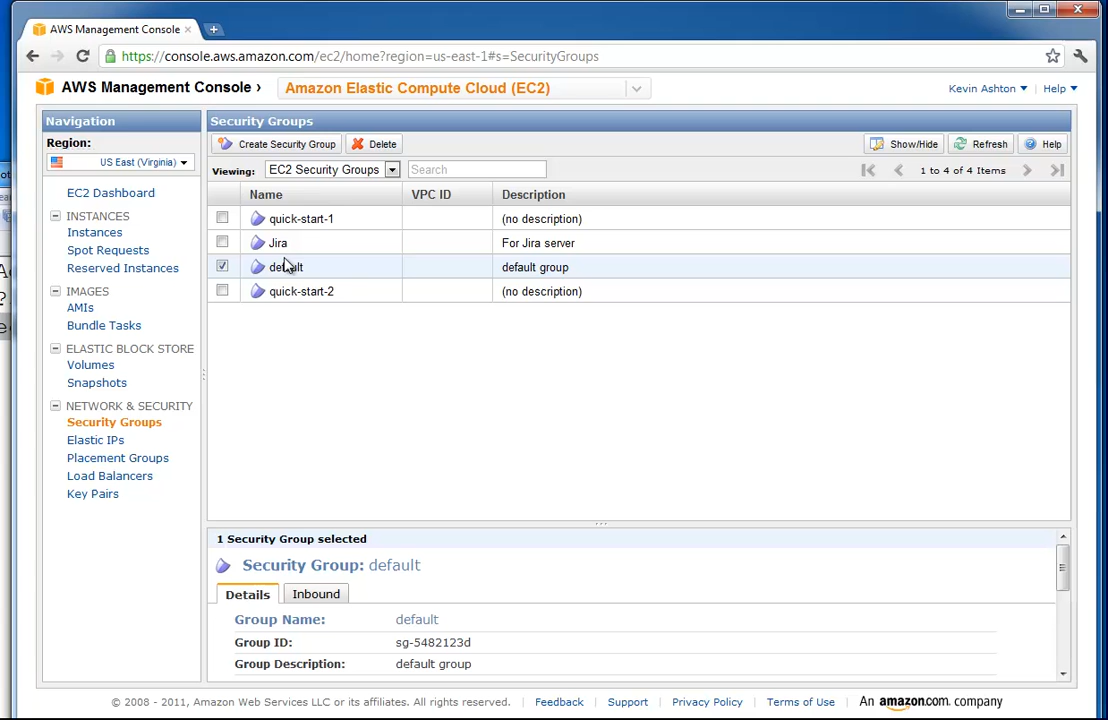 AWS Management Console
https://console.aws.amazon.com/ec2/home?region=us-east-1#s=SecurityGroups
AWS Management Console › Amazon Elastic Compute Cloud (EC2) Kevin Ashton Help
Navigation
Region:
US East (Virginia)
EC2 Dashboard
INSTANCES
Instances
Spot Requests
Reserved Instances
IMAGES
AMIs
Bundle Tasks
ELASTIC BLOCK STORE
Volumes
Snapshots
NETWORK & SECURITY
Security Groups
Elastic IPs
Placement Groups
Load Balancers
Key Pairs
Security Groups
Create Security Group Delete Show/Hide Refresh Help
Viewing: EC2 Security Groups Search 1 to 4 of 4 Items
Name VPC ID Description
quick-start-1 (no description)
Jira For Jira server
default default group
quick-start-2 (no description)
1 Security Group selected
Security Group: default
Details Inbound
Group Name: default
Group ID: sg-5482123d
Group Description: default group
© 2008 - 2011, Amazon Web Services LLC or its affiliates. All rights reserved. Feedback Support Privacy Policy Terms of Use An amazon.com company